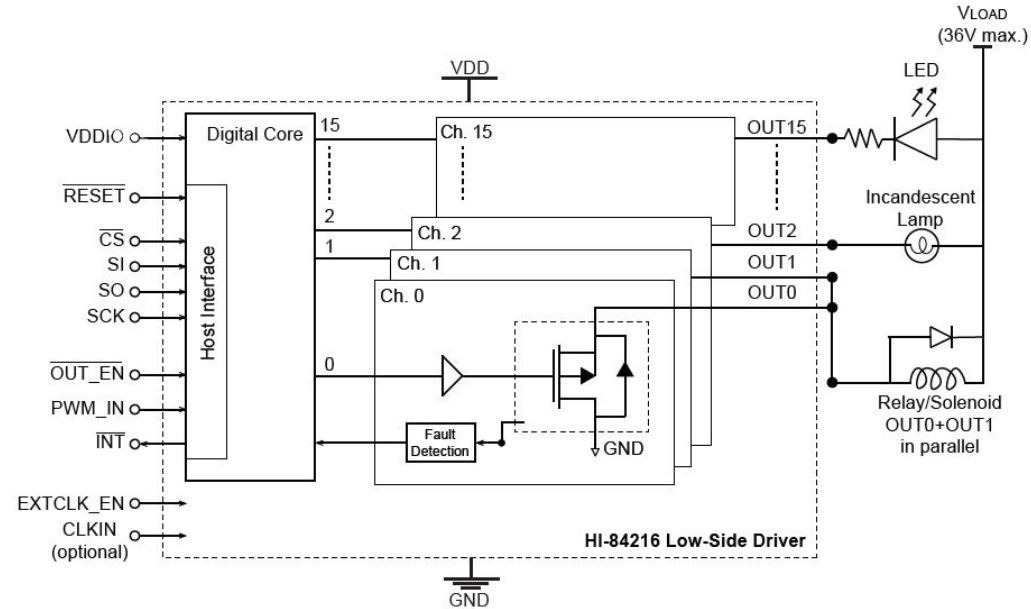 VLOAD
(36V max.)
VDD
LED
VDDIO
Digital Core
15
Ch. 15
OUT15
RESET
Incandescent
Lamp
CS
2
Ch. 2
OUT2
SI
1
Ch. 1
OUT1
SO
Ch. 0
OUT0
SCK
Host Interface
OUT_EN
0
PWM_IN
Relay/Solenoid
OUT0+OUT1
in parallel
INT
Fault
Detection
GND
EXTCLK_EN
CLKIN
(optional)
HI-84216 Low-Side Driver
GND